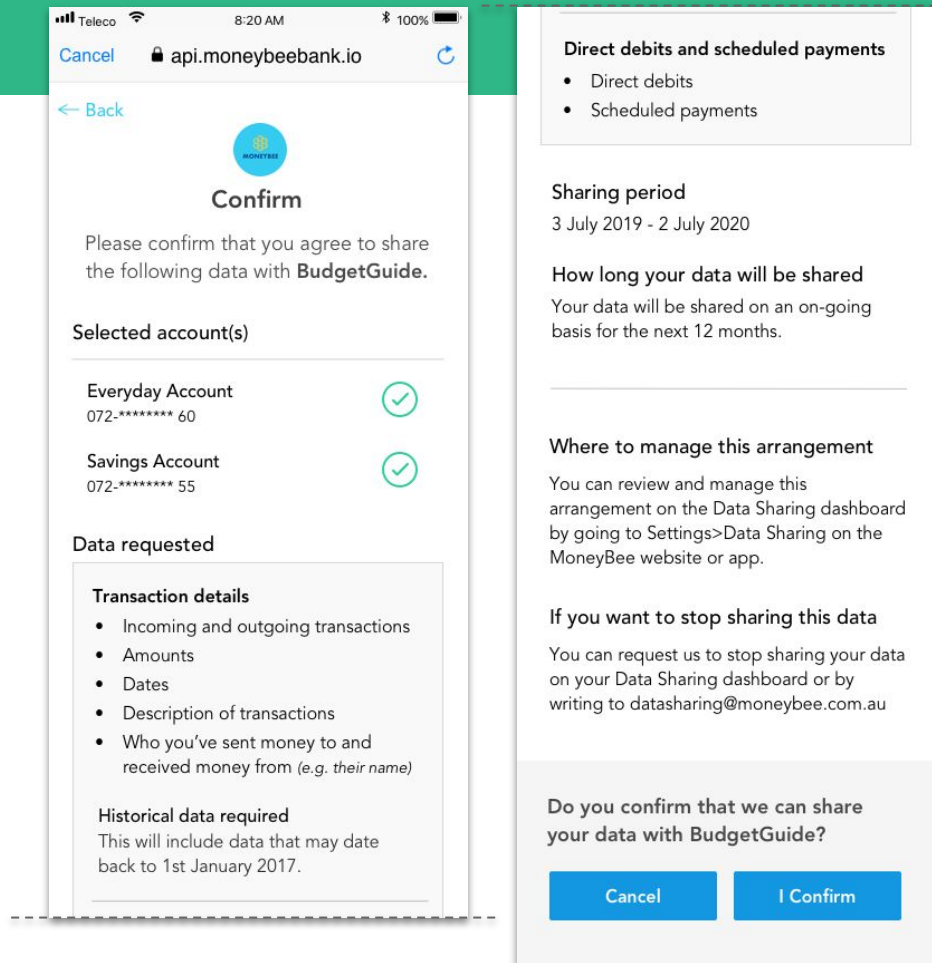 Teleco 8:20 AM 100%
Cancel api.moneybeebank.io
← Back
MONEYBEE
Confirm
Please confirm that you agree to share
the following data with BudgetGuide.
Selected account(s)
Everyday Account
072-******** 60
Savings Account
072-******** 55
Data requested
Transaction details
• Incoming and outgoing transactions
• Amounts
• Dates
• Description of transactions
• Who you’ve sent money to and
received money from (e.g. their name)
Historical data required
This will include data that may date
back to 1st January 2017.
Direct debits and scheduled payments
• Direct debits
• Scheduled payments
Sharing period
3 July 2019 - 2 July 2020
How long your data will be shared
Your data will be shared on an on-going
basis for the next 12 months.
Where to manage this arrangement
You can review and manage this
arrangement on the Data Sharing dashboard
by going to Settings>Data Sharing on the
MoneyBee website or app.
If you want to stop sharing this data
You can request us to stop sharing your data
on your Data Sharing dashboard or by
writing to datasharing@moneybee.com.au
Do you confirm that we can share
your data with BudgetGuide?
Cancel I Confirm